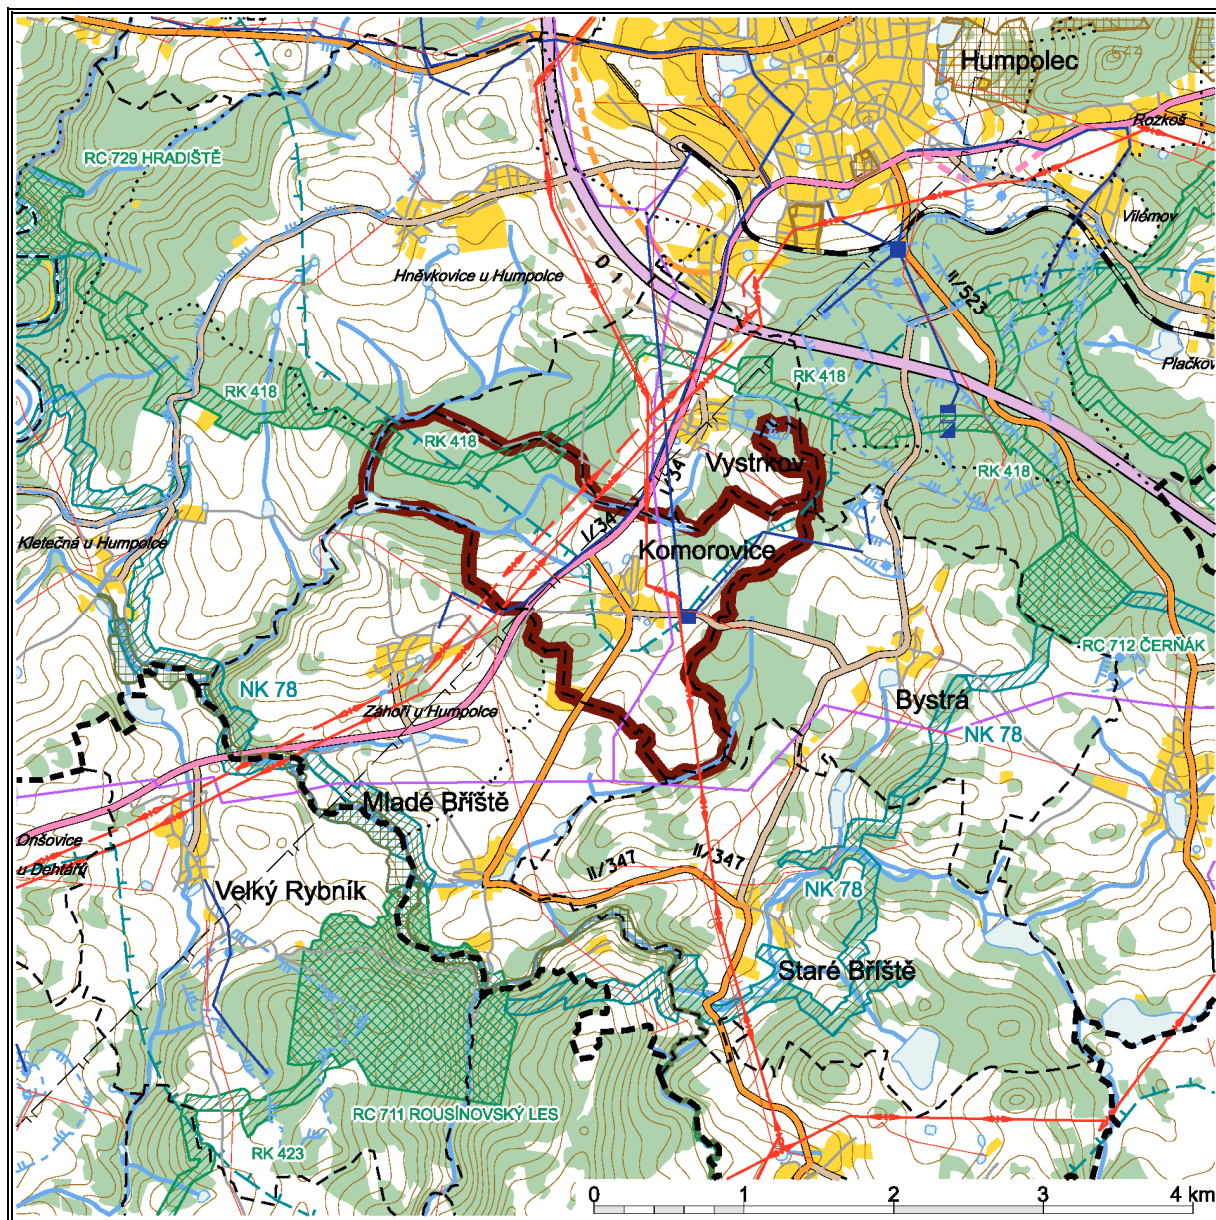 Humpolec
644
Rozkoš
RC 729 HRADIŠTĚ
Vilémov
Hněvkovice u Humpolce
D 1
II/523
Plačkov
RK 418
RK 418
RK 418
Vystrkov
RK 418
I/34
I/34
Kletečná u Humpolce
Komorovice
RC 712 ČERŇÁK
NK 78
Bystrá
Záhoří u Humpolce
NK 78
Mladé Bříště
Onšovice
u Dehtářů
II/347
II/347
Velký Rybník
NK 78
Staré Bříště
RC 711 ROUSÍNOVSKÝ LES
RK 423
0 1 2 3 4 km